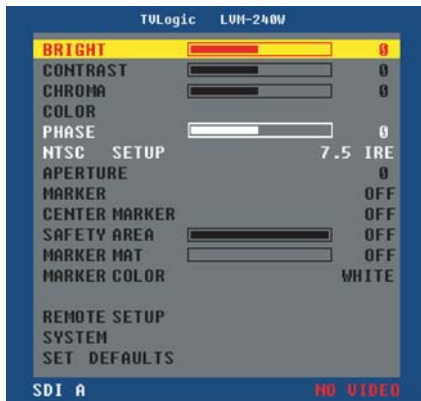 TVLogic LVM-240W
BRIGHT 0
CONTRAST 0
CHROMA 0
COLOR
PHASE 0
NTSC SETUP 7.5 IRE
APERTURE 0
MARKER OFF
CENTER MARKER OFF
SAFETY AREA OFF
MARKER MAT OFF
MARKER COLOR WHITE
REMOTE SETUP
SYSTEM
SET DEFAULTS
SDI A NO VIDEO